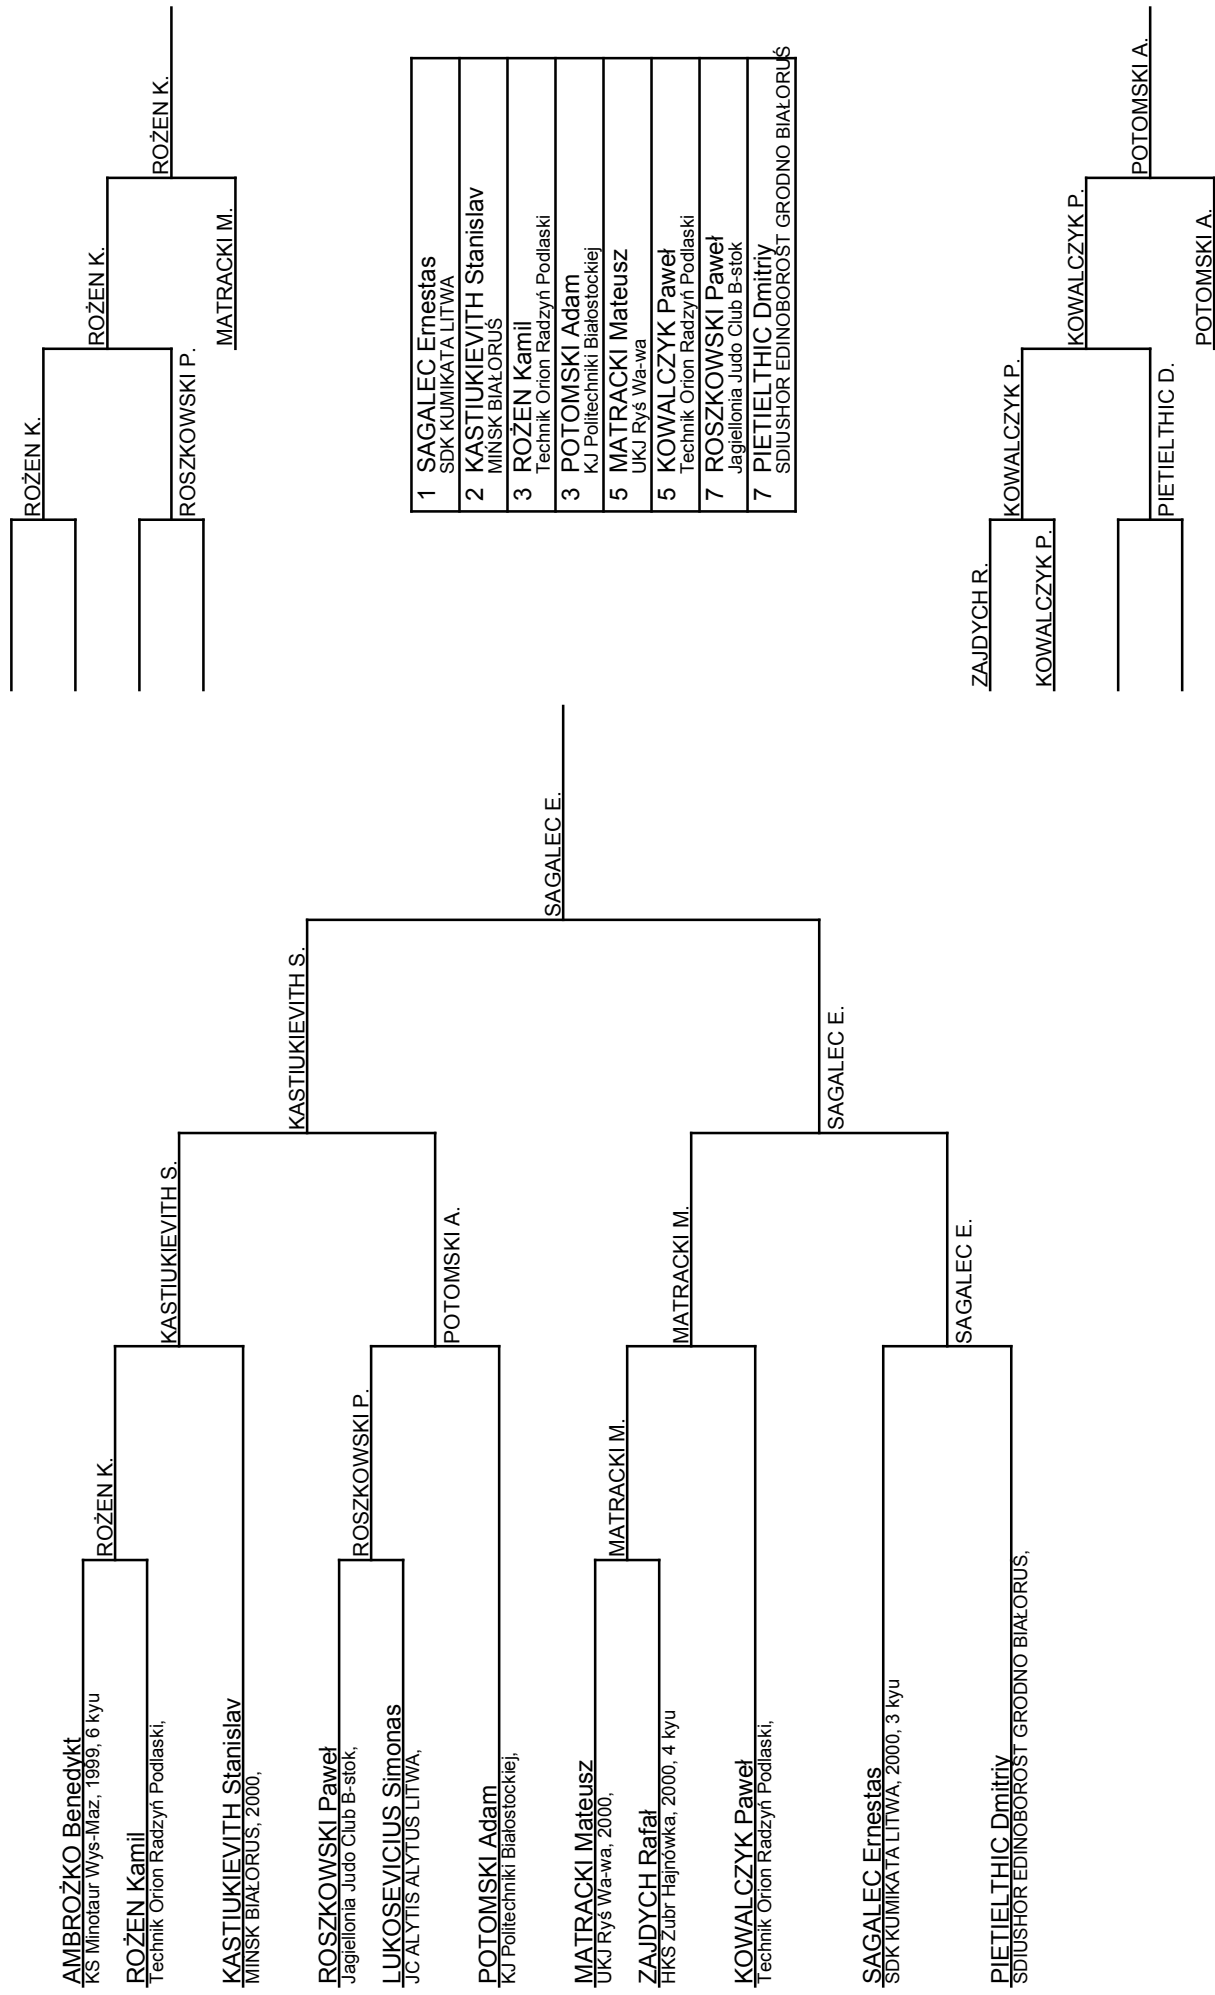 AMBROŻKO Benedykt
KS Minotaur Wys-Maz, 1999, 6 kyu
ROŻEN Kamil
Technik Orion Radzyń Podlaski,
KASTIUKIEVITH Stanislav
MIŃSK BIAŁORUŚ, 2000,
ROSZKOWSKI Paweł
Jagiellonia Judo Club B-stok,
LUKOSEVICIUS Simonas
JC ALYTIS ALYTUS LITWA,
POTOMSKI Adam
KJ Politechniki Białostockiej,
MATRACKI Mateusz
UKJ Ryś Wa-wa, 2000,
ZAJDYCH Rafał
HKS Żubr Hajnówka, 2000, 4 kyu
KOWALCZYK Paweł
Technik Orion Radzyń Podlaski,
SAGALEC Ernestas
SDK KUMIKATA LITWA, 2000, 3 kyu
PIETIELTHIC Dmitriy
SDIUSHOR EDINOBOROST GRODNO BIAŁORUŚ,
ROŻEN K.
ROSZKOWSKI P.
MATRACKI M.
KASTIUKIEVITH S.
POTOMSKI A.
MATRACKI M.
SAGALEC E.
KASTIUKIEVITH S.
SAGALEC E.
SAGALEC E.
ROŻEN K.
ROSZKOWSKI P.
ROŻEN K.
MATRACKI M.
ROŻEN K.
1 SAGALEC Ernestas
SDK KUMIKATA LITWA
2 KASTIUKIEVITH Stanislav
MIŃSK BIAŁORUŚ
3 ROŻEN Kamil
Technik Orion Radzyń Podlaski
3 POTOMSKI Adam
KJ Politechniki Białostockiej
5 MATRACKI Mateusz
UKJ Ryś Wa-wa
5 KOWALCZYK Paweł
Technik Orion Radzyń Podlaski
7 ROSZKOWSKI Paweł
Jagiellonia Judo Club B-stok
7 PIETIELTHIC Dmitriy
SDIUSHOR EDINOBOROST GRODNO BIAŁORUŚ
ZAJDYCH R.
KOWALCZYK P.
KOWALCZYK P.
PIETIELTHIC D.
KOWALCZYK P.
POTOMSKI A.
POTOMSKI A.